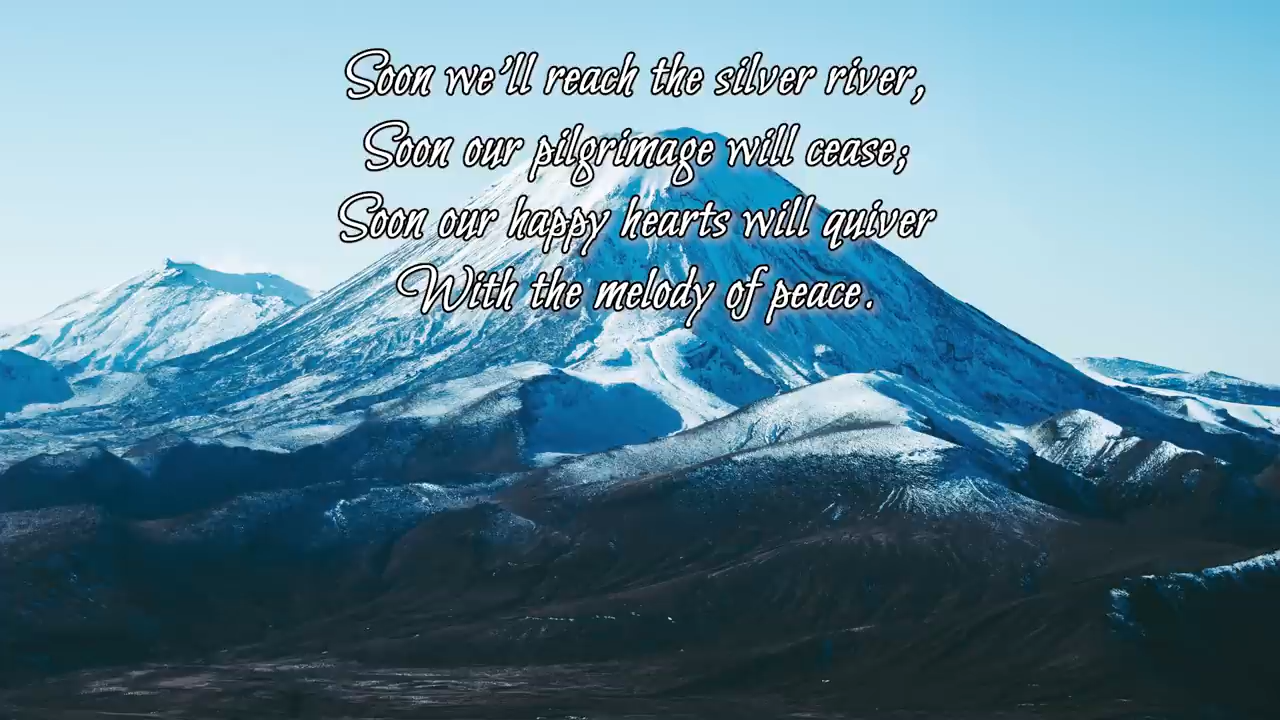 Soon we’ll reach the silver river,
Soon our pilgrimage will cease;
Soon our happy hearts will quiver
With the melody of peace.